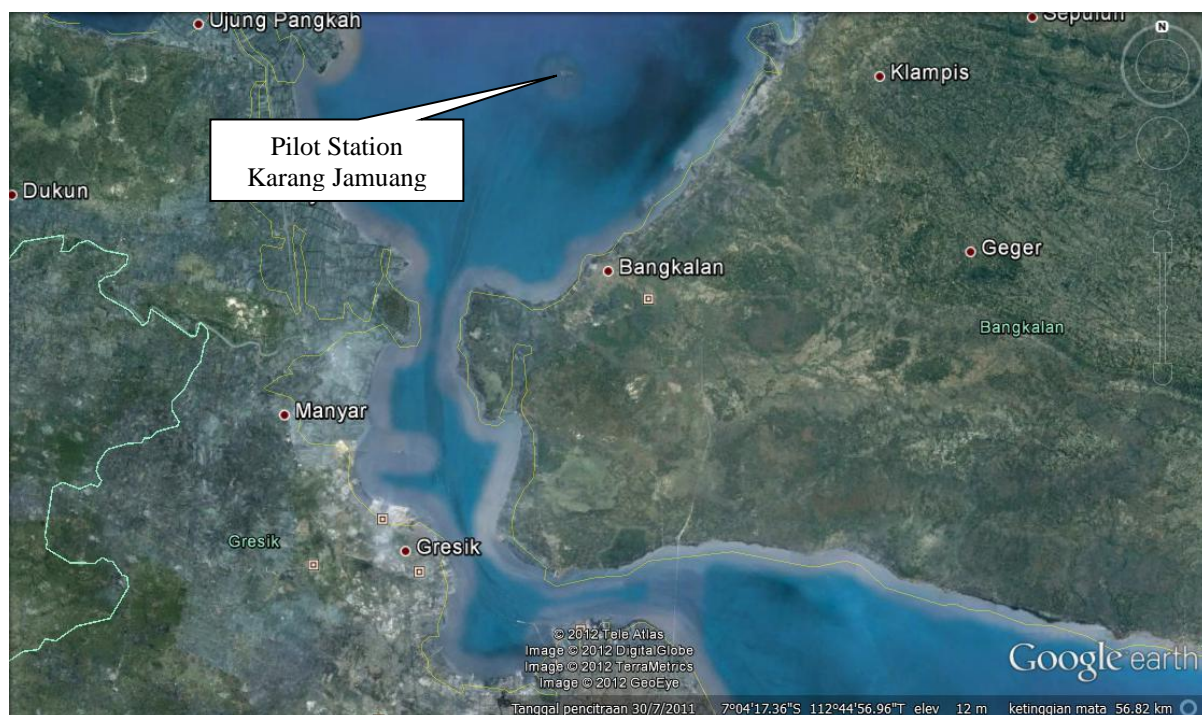 Ujung Pangkah
N
Klampis
Pilot Station
Karang Jamuang
Dukun
Geger
Bangkalan
Bangkalan
Manyar
Gresik
Gresik
© 2012 Tele Atlas
Image © 2012 DigitalGlobe
Image © 2012 TerraMetrics
Image © 2012 GeoEye
Google earth
Tanggal pencitraan 30/7/2011 7°04'17.36"S 112°44'56.96"T elev 12 m ketinggian mata 56.82 km